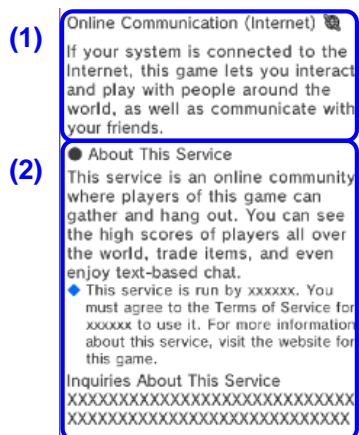 (1)
Online Communication (Internet)
If your system is connected to the
Internet, this game lets you interact
and play with people around the
world, as well as communicate with
your friends.
(2)
● About This Service
This service is an online community
where players of this game can
gather and hang out. You can see
the high scores of players all over
the world, trade items, and even
enjoy text-based chat.
◆ This service is run by xxxxxx. You
must agree to the Terms of Service for
xxxxxx to use it. For more information
about this service, visit the website for
this game.
Inquiries About This Service
XXXXXXXXXXXXXXXXXXXXXXXXXXX
XXXXXXXXXXXXXXXXXXXXXXXXXX